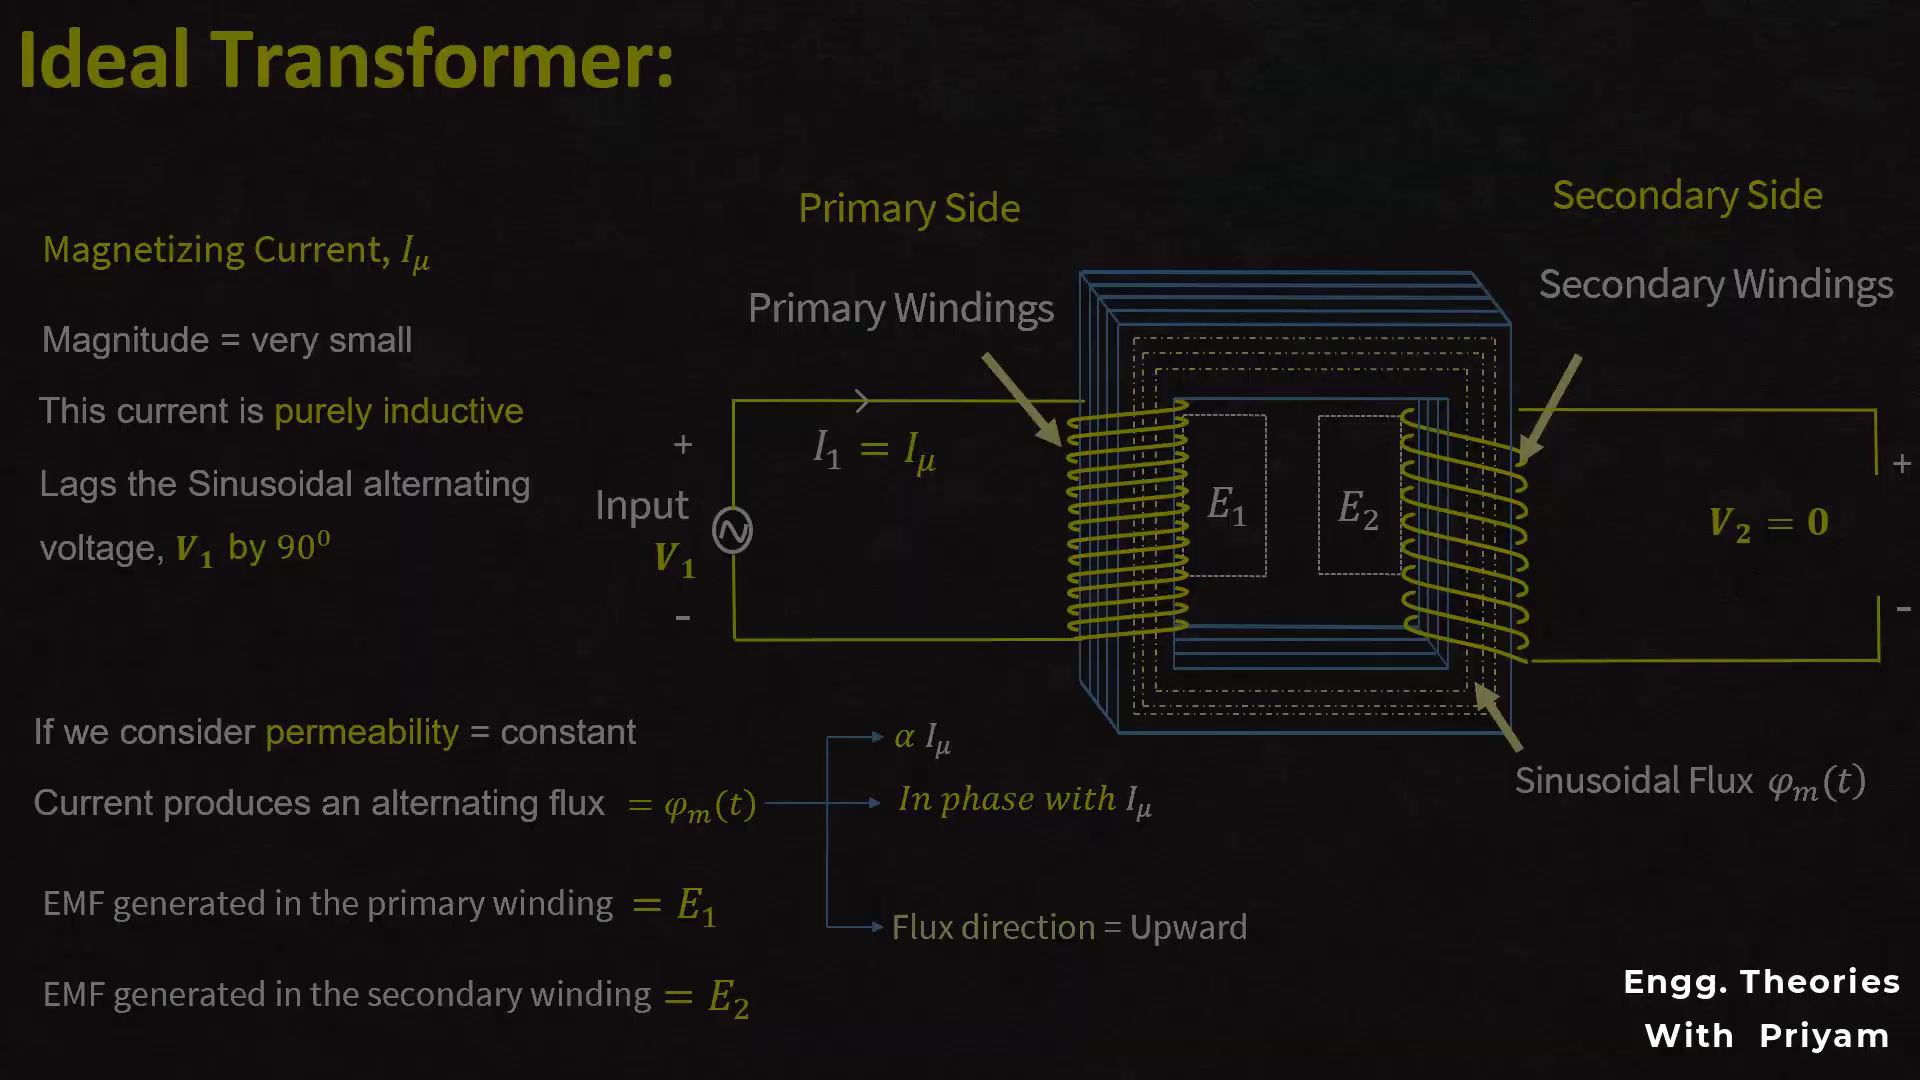 Ideal Transformer:
Primary Side
Secondary Side
Magnetizing Current, Iμ
Primary Windings
Secondary Windings
Magnitude = very small
This current is purely inductive
Lags the Sinusoidal alternating
voltage, V₁ by 90⁰
+
I₁ = Iμ
Input
V₁
-
E₁
E₂
+
V₂ = 0
-
If we consider permeability = constant
Current produces an alternating flux = φₘ(t)
α Iμ
In phase with Iμ
Flux direction = Upward
Sinusoidal Flux φₘ(t)
EMF generated in the primary winding = E₁
EMF generated in the secondary winding = E₂
Engg. Theories
With Priyam